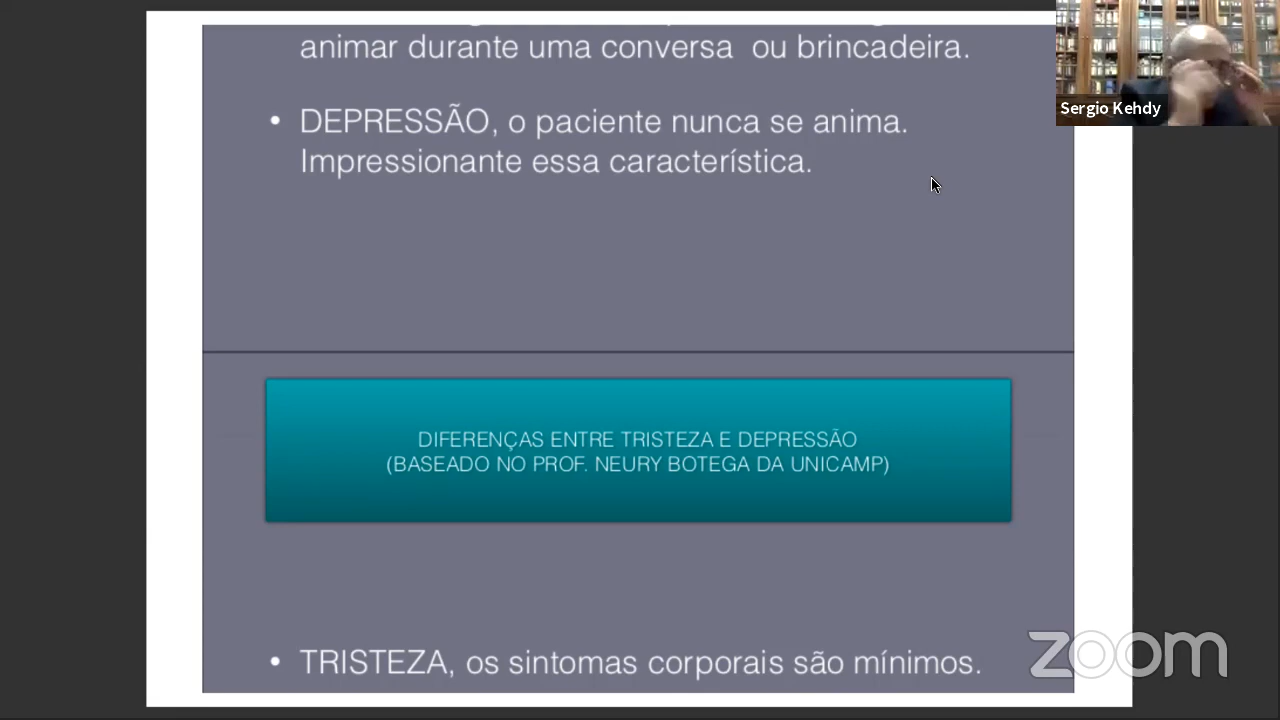 animar durante uma conversa ou brincadeira.
• DEPRESSÃO, o paciente nunca se anima.
Impressionante essa característica.
Sergio Kehdy
DIFERENÇAS ENTRE TRISTEZA E DEPRESSÃO
(BASEADO NO PROF. NEURY BOTEGA DA UNICAMP)
• TRISTEZA, os sintomas corporais são mínimos.
zoom